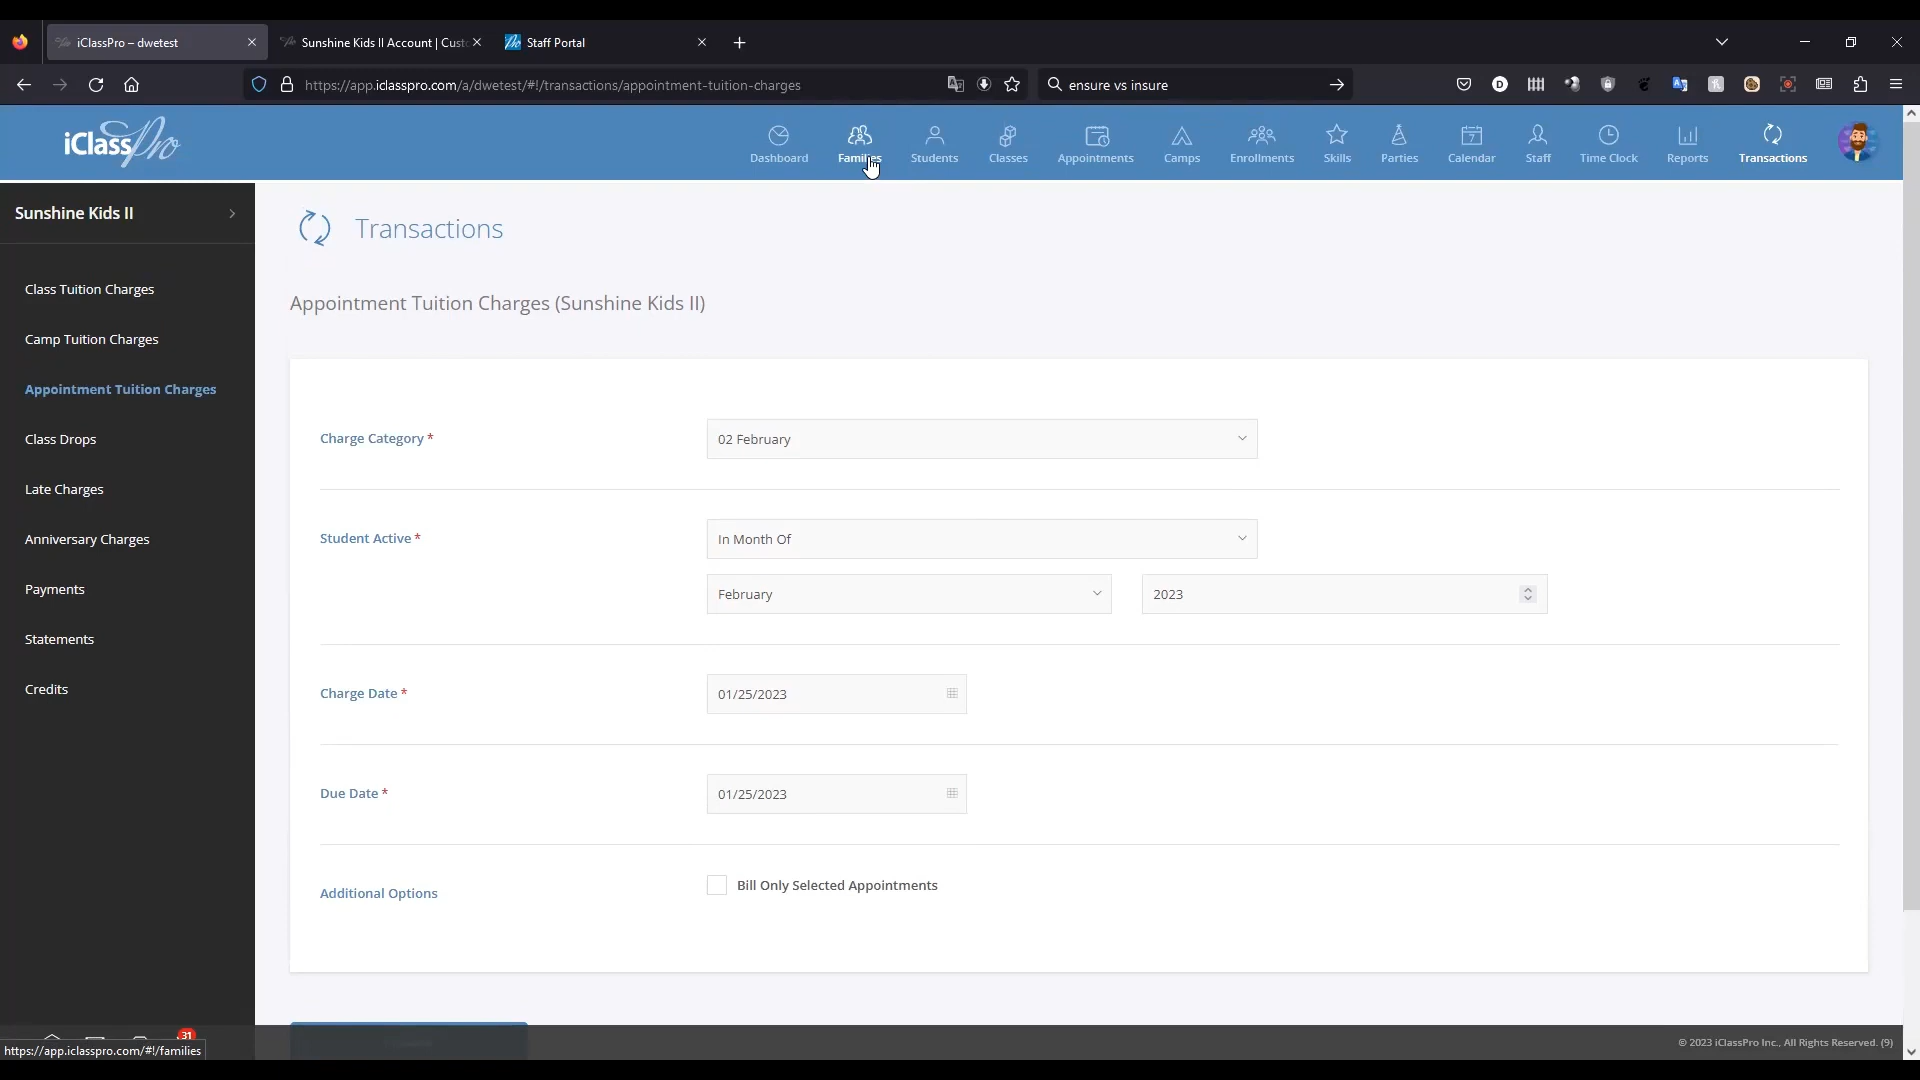 iClassPro – dwetest
Sunshine Kids II Account | Cust
Staff Portal
https://app.iclasspro.com/a/dwetest/#!/transactions/appointment-tuition-charges
ensure vs insure
iClassPro
Dashboard
Families
Students
Classes
Appointments
Camps
Enrollments
Skills
Parties
Calendar
Staff
Time Clock
Reports
Transactions
Sunshine Kids II
Class Tuition Charges
Camp Tuition Charges
Appointment Tuition Charges
Class Drops
Late Charges
Anniversary Charges
Payments
Statements
Credits
Transactions
Appointment Tuition Charges (Sunshine Kids II)
Charge Category *
02 February
Student Active *
In Month Of
February
2023
Charge Date *
01/25/2023
Due Date *
01/25/2023
Additional Options
Bill Only Selected Appointments
31
https://app.iclasspro.com/#!/families
© 2023 iClassPro Inc., All Rights Reserved. (9)